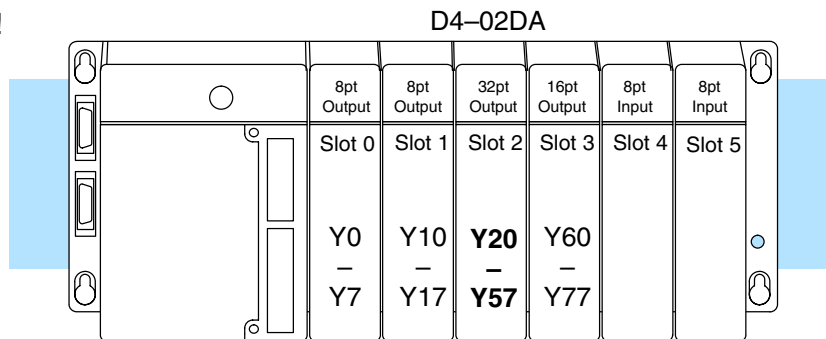 !
D4–02DA
8pt Output
8pt Output
32pt Output
16pt Output
8pt Input
8pt Input
Slot 0
Slot 1
Slot 2
Slot 3
Slot 4
Slot 5
Y0 – Y7
Y10 – Y17
Y20 – Y57
Y60 – Y77